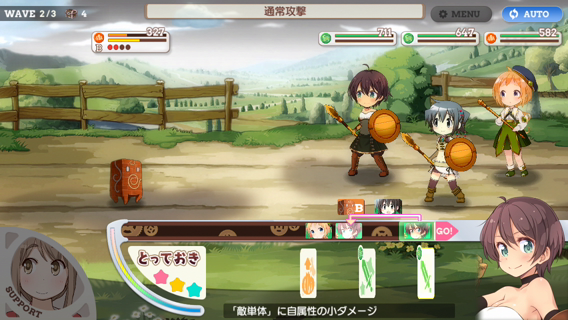 WAVE 2/3 4
通常攻撃
MENU
AUTO
327
B
711
647
582
B
GO!
とっておき
SUPPORT
「敵単体」に自属性の小ダメージ